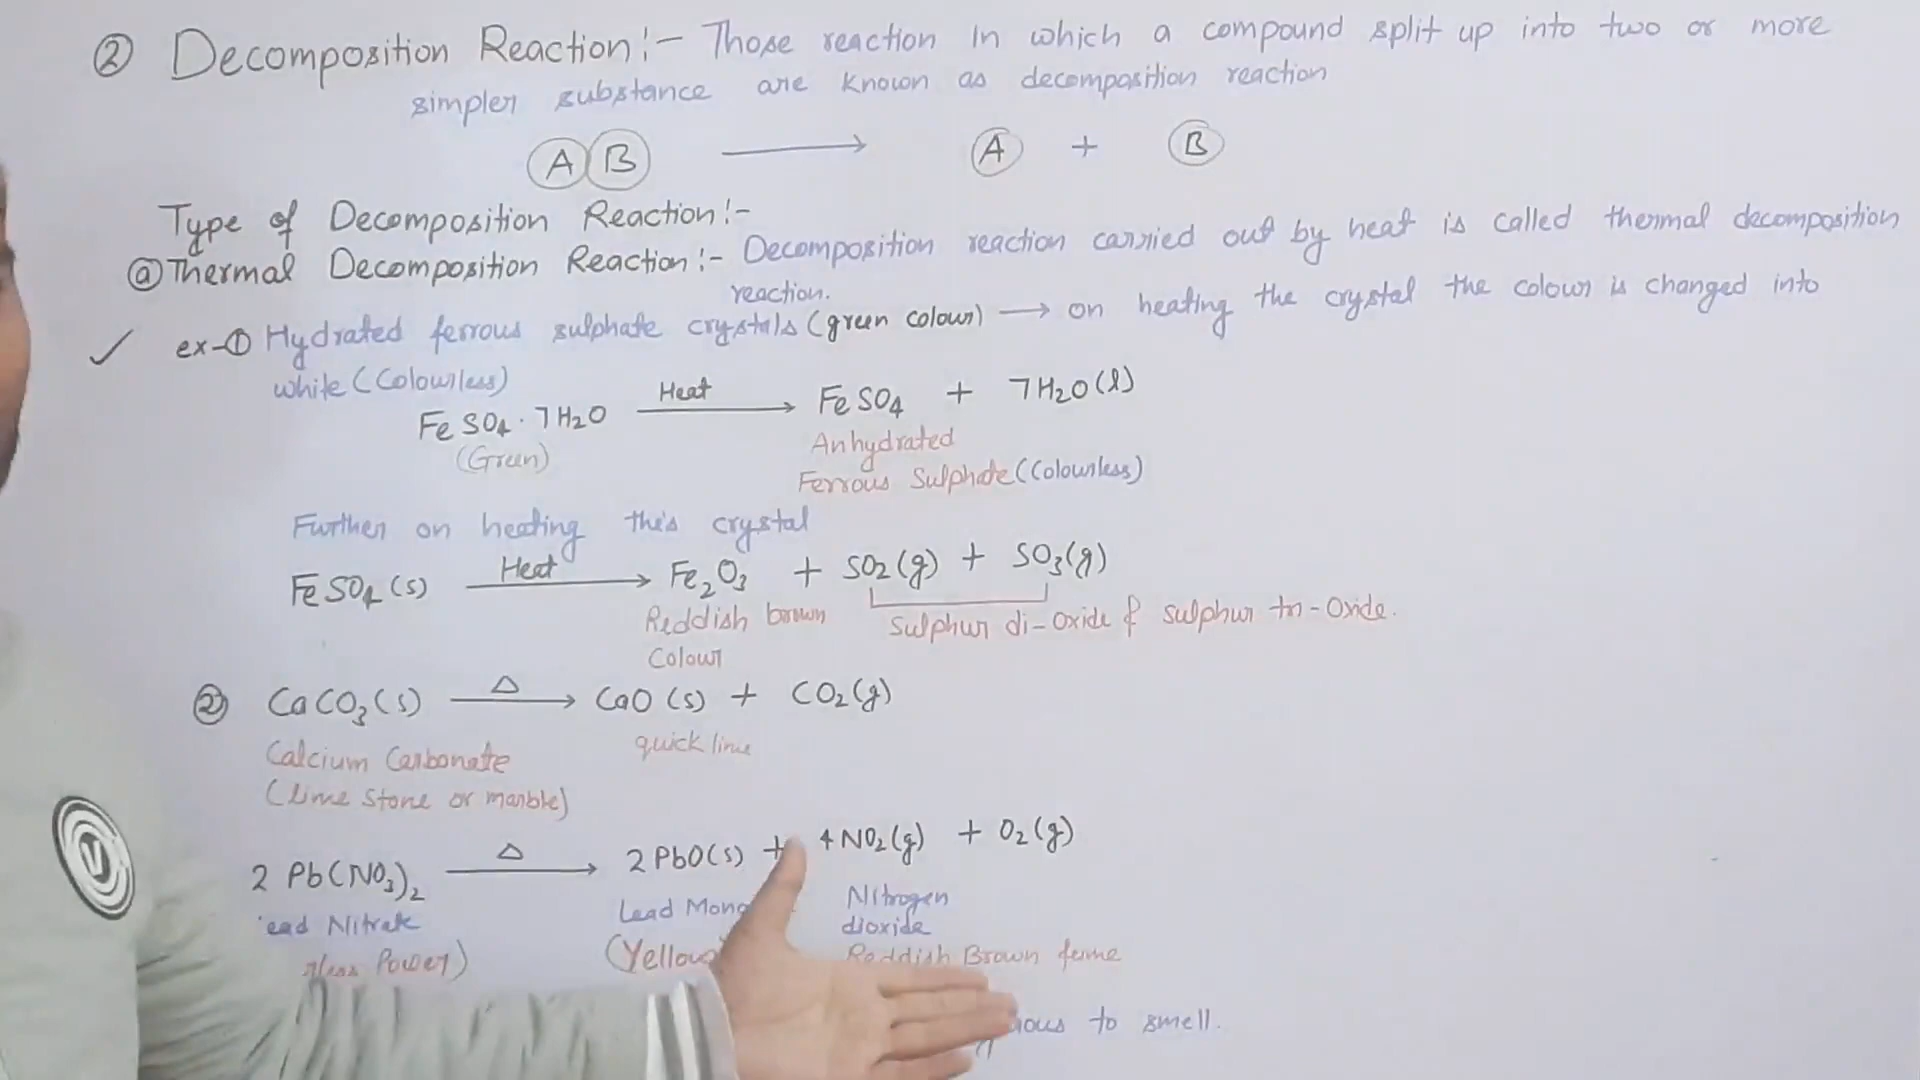 ② Decomposition Reaction:- Those reaction in which a compound split up into two or more
simpler substance are known as decomposition reaction
A B ⟶ A + B
Type of Decomposition Reaction:-
ⓐ Thermal Decomposition Reaction:- Decomposition reaction carried out by heat is called thermal decomposition
reaction.
✓ ex-① Hydrated ferrous sulphate crystals (green colour) ⟶ on heating the crystal the colour is changed into
white (Colourless)
FeSO₄·7H₂O —Heat→ FeSO₄ + 7H₂O(l)
(Green) Anhydrated
Ferrous Sulphate (Colourless)
Further on heating this crystal
FeSO₄(s) —Heat→ Fe₂O₃ + SO₂(g) + SO₃(g)
Reddish brown Sulphur di-oxide & sulphur tri-Oxide.
Colour
② CaCO₃(s) —△→ CaO(s) + CO₂(g)
Calcium Carbonate quick lime
(Lime Stone or marble)
2 Pb(NO₃)₂ —△→ 2 PbO(s) + 4NO₂(g) + O₂(g)
ead Nitrate Lead Mono Nitrogen
dioxide
Power) (Yellow Reddish Brown fume
to smell.